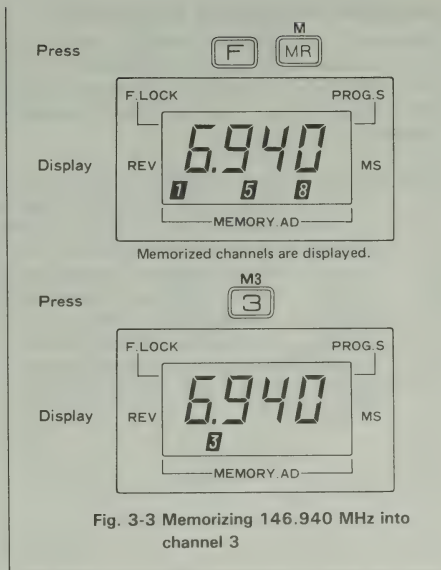 M
Press F MR
F.LOCK PROG.S
6.940
Display REV MS
1 5 8
MEMORY.AD
Memorized channels are displayed.
M3
Press 3
F.LOCK PROG.S
6.940
Display REV MS
3
MEMORY.AD
Fig. 3-3 Memorizing 146.940 MHz into
channel 3